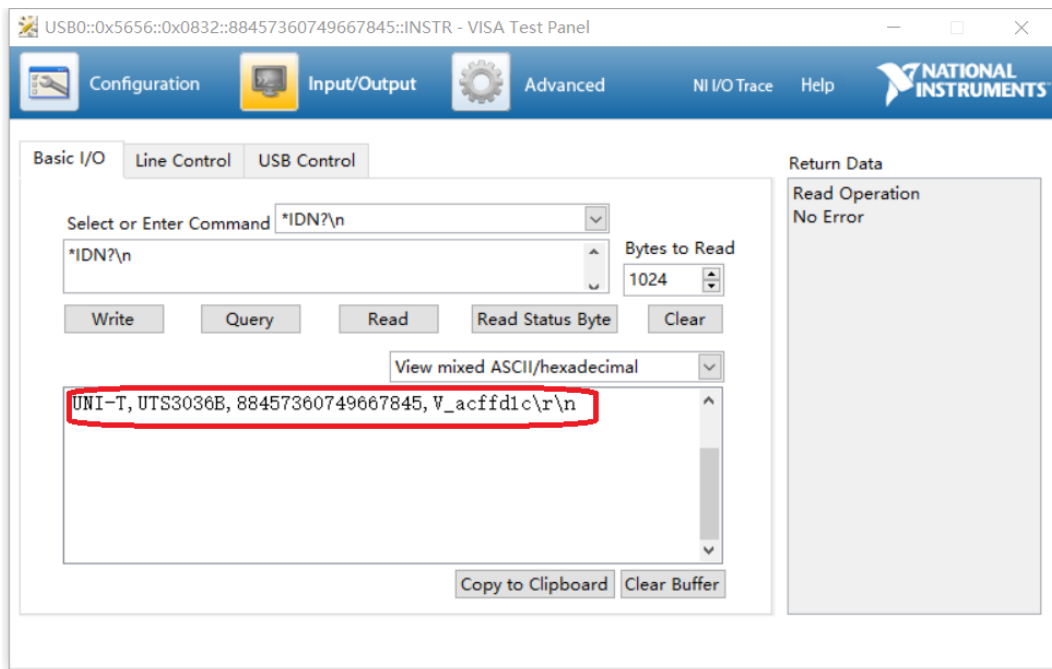 USB0::0x5656::0x0832::88457360749667845::INSTR - VISA Test Panel
Configuration
Input/Output
Advanced
NI I/O Trace
Help
NATIONAL
INSTRUMENTS
Basic I/O
Line Control
USB Control
Select or Enter Command
*IDN?\n
*IDN?\n
Bytes to Read
1024
Write
Query
Read
Read Status Byte
Clear
View mixed ASCII/hexadecimal
UNI-T,UTS3036B,88457360749667845,V_acffd1c\r\n
Copy to Clipboard
Clear Buffer
Return Data
Read Operation
No Error